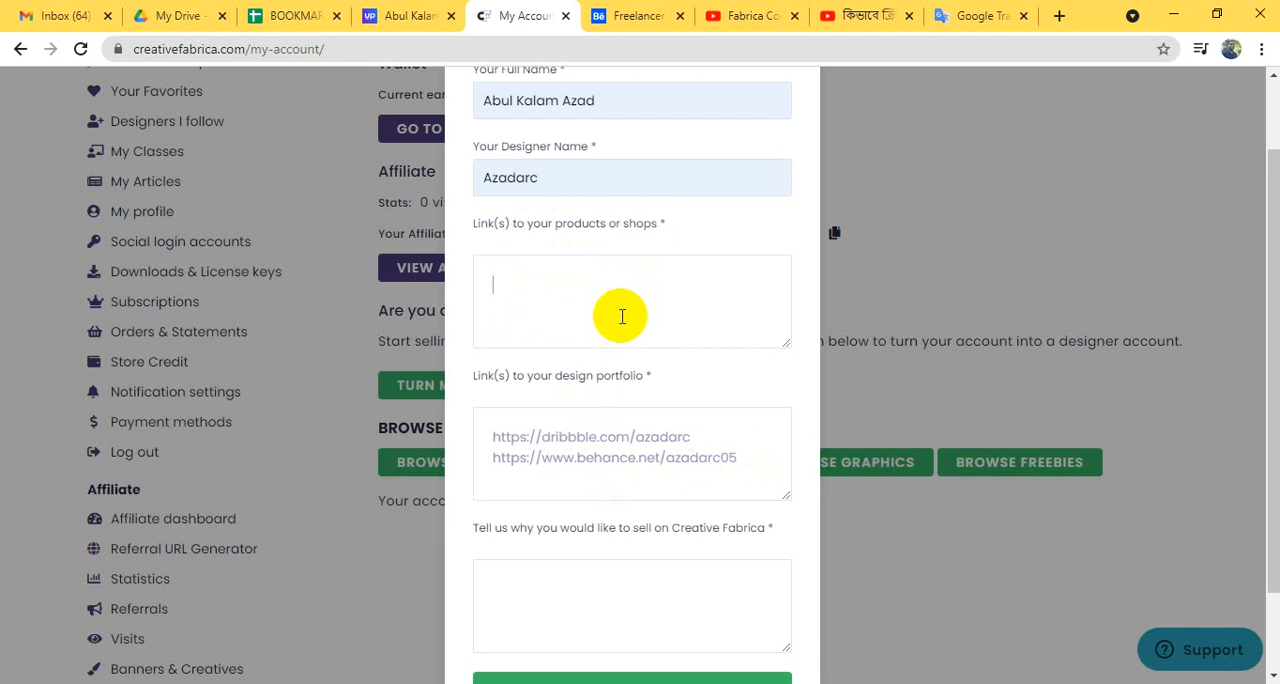 Inbox (63)
My Drive -
BOOKMAR
Abul Kalam
My Accou
Freelancer
Fabrica Co
কিভাবে ক্রি
Google Tra
creativefabrica.com/my-account/
Your Favorites
Designers I follow
My Classes
My Articles
My profile
Social login accounts
Downloads & License keys
Subscriptions
Orders & Statements
Store Credit
Notification settings
Payment methods
Log out
Affiliate
Affiliate dashboard
Referral URL Generator
Statistics
Referrals
Visits
Banners & Creatives
Current ear
GO TO
Affiliate
Stats: 0 vi
Your Affiliat
VIEW A
Are you
Start sellin
n below to turn your account into a designer account.
TURN M
BROWSE
BROWS
SE GRAPHICS
BROWSE FREEBIES
Your acco
Your Full Name *
Abul Kalam Azad
Your Designer Name *
Azadarc
Link(s) to your products or shops *
Link(s) to your design portfolio *
https://dribbble.com/azadarc
https://www.behance.net/azadarc05
Tell us why you would like to sell on Creative Fabrica *
Support